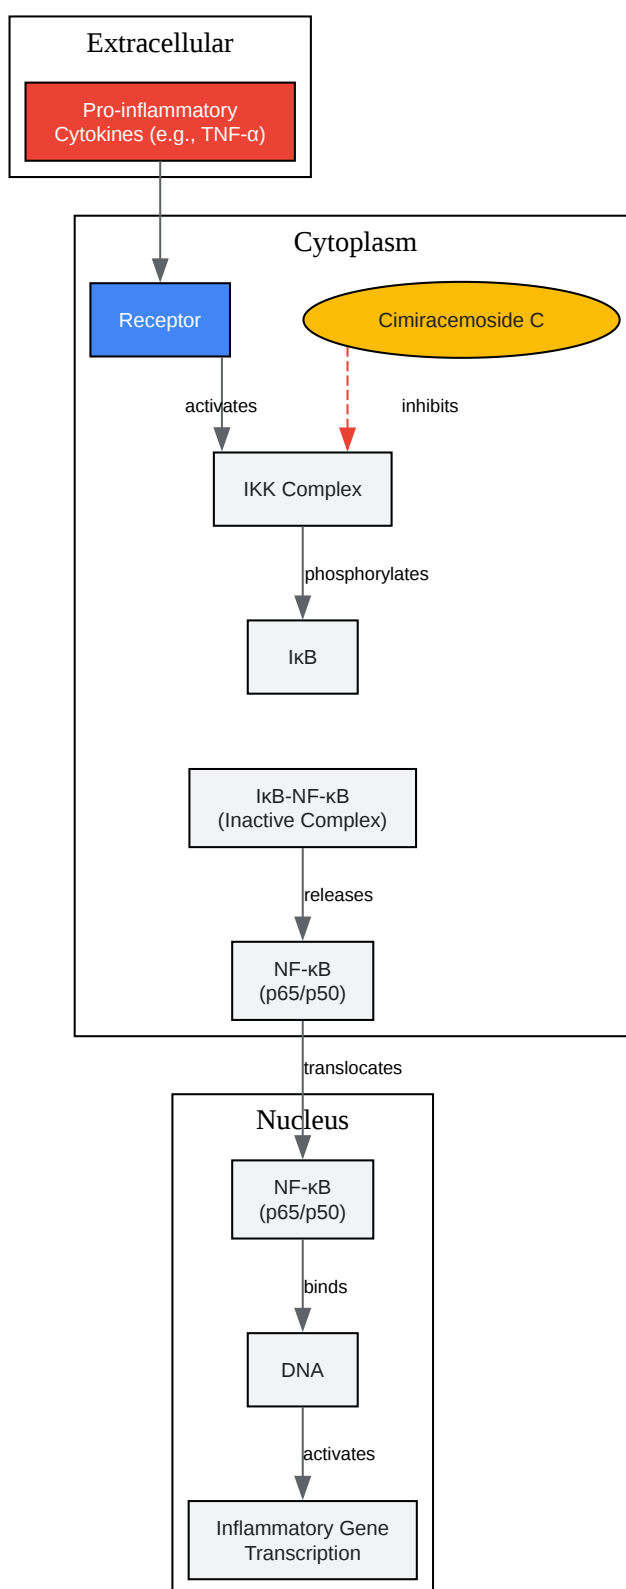 Extracellular
Pro-inflammatory
Cytokines (e.g., TNF-α)
Cytoplasm
Receptor
Cimiracemoside C
activates
inhibits
IKK Complex
phosphorylates
IκB
IκB-NF-κB
(Inactive Complex)
releases
NF-κB
(p65/p50)
translocates
Nucleus
NF-κB
(p65/p50)
binds
DNA
activates
Inflammatory Gene
Transcription